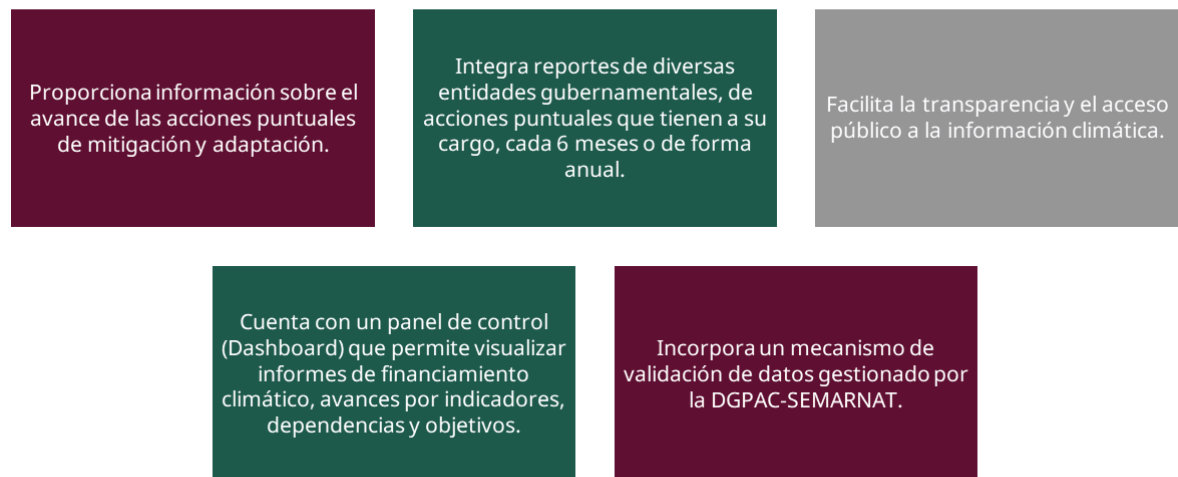 Proporciona información sobre el
avance de las acciones puntuales
de mitigación y adaptación.
Integra reportes de diversas
entidades gubernamentales, de
acciones puntuales que tienen a su
cargo, cada 6 meses o de forma
anual.
Facilita la transparencia y el acceso
público a la información climática.
Cuenta con un panel de control
(Dashboard) que permite visualizar
informes de financiamiento
climático, avances por indicadores,
dependencias y objetivos.
Incorpora un mecanismo de
validación de datos gestionado por
la DGPAC-SEMARNAT.